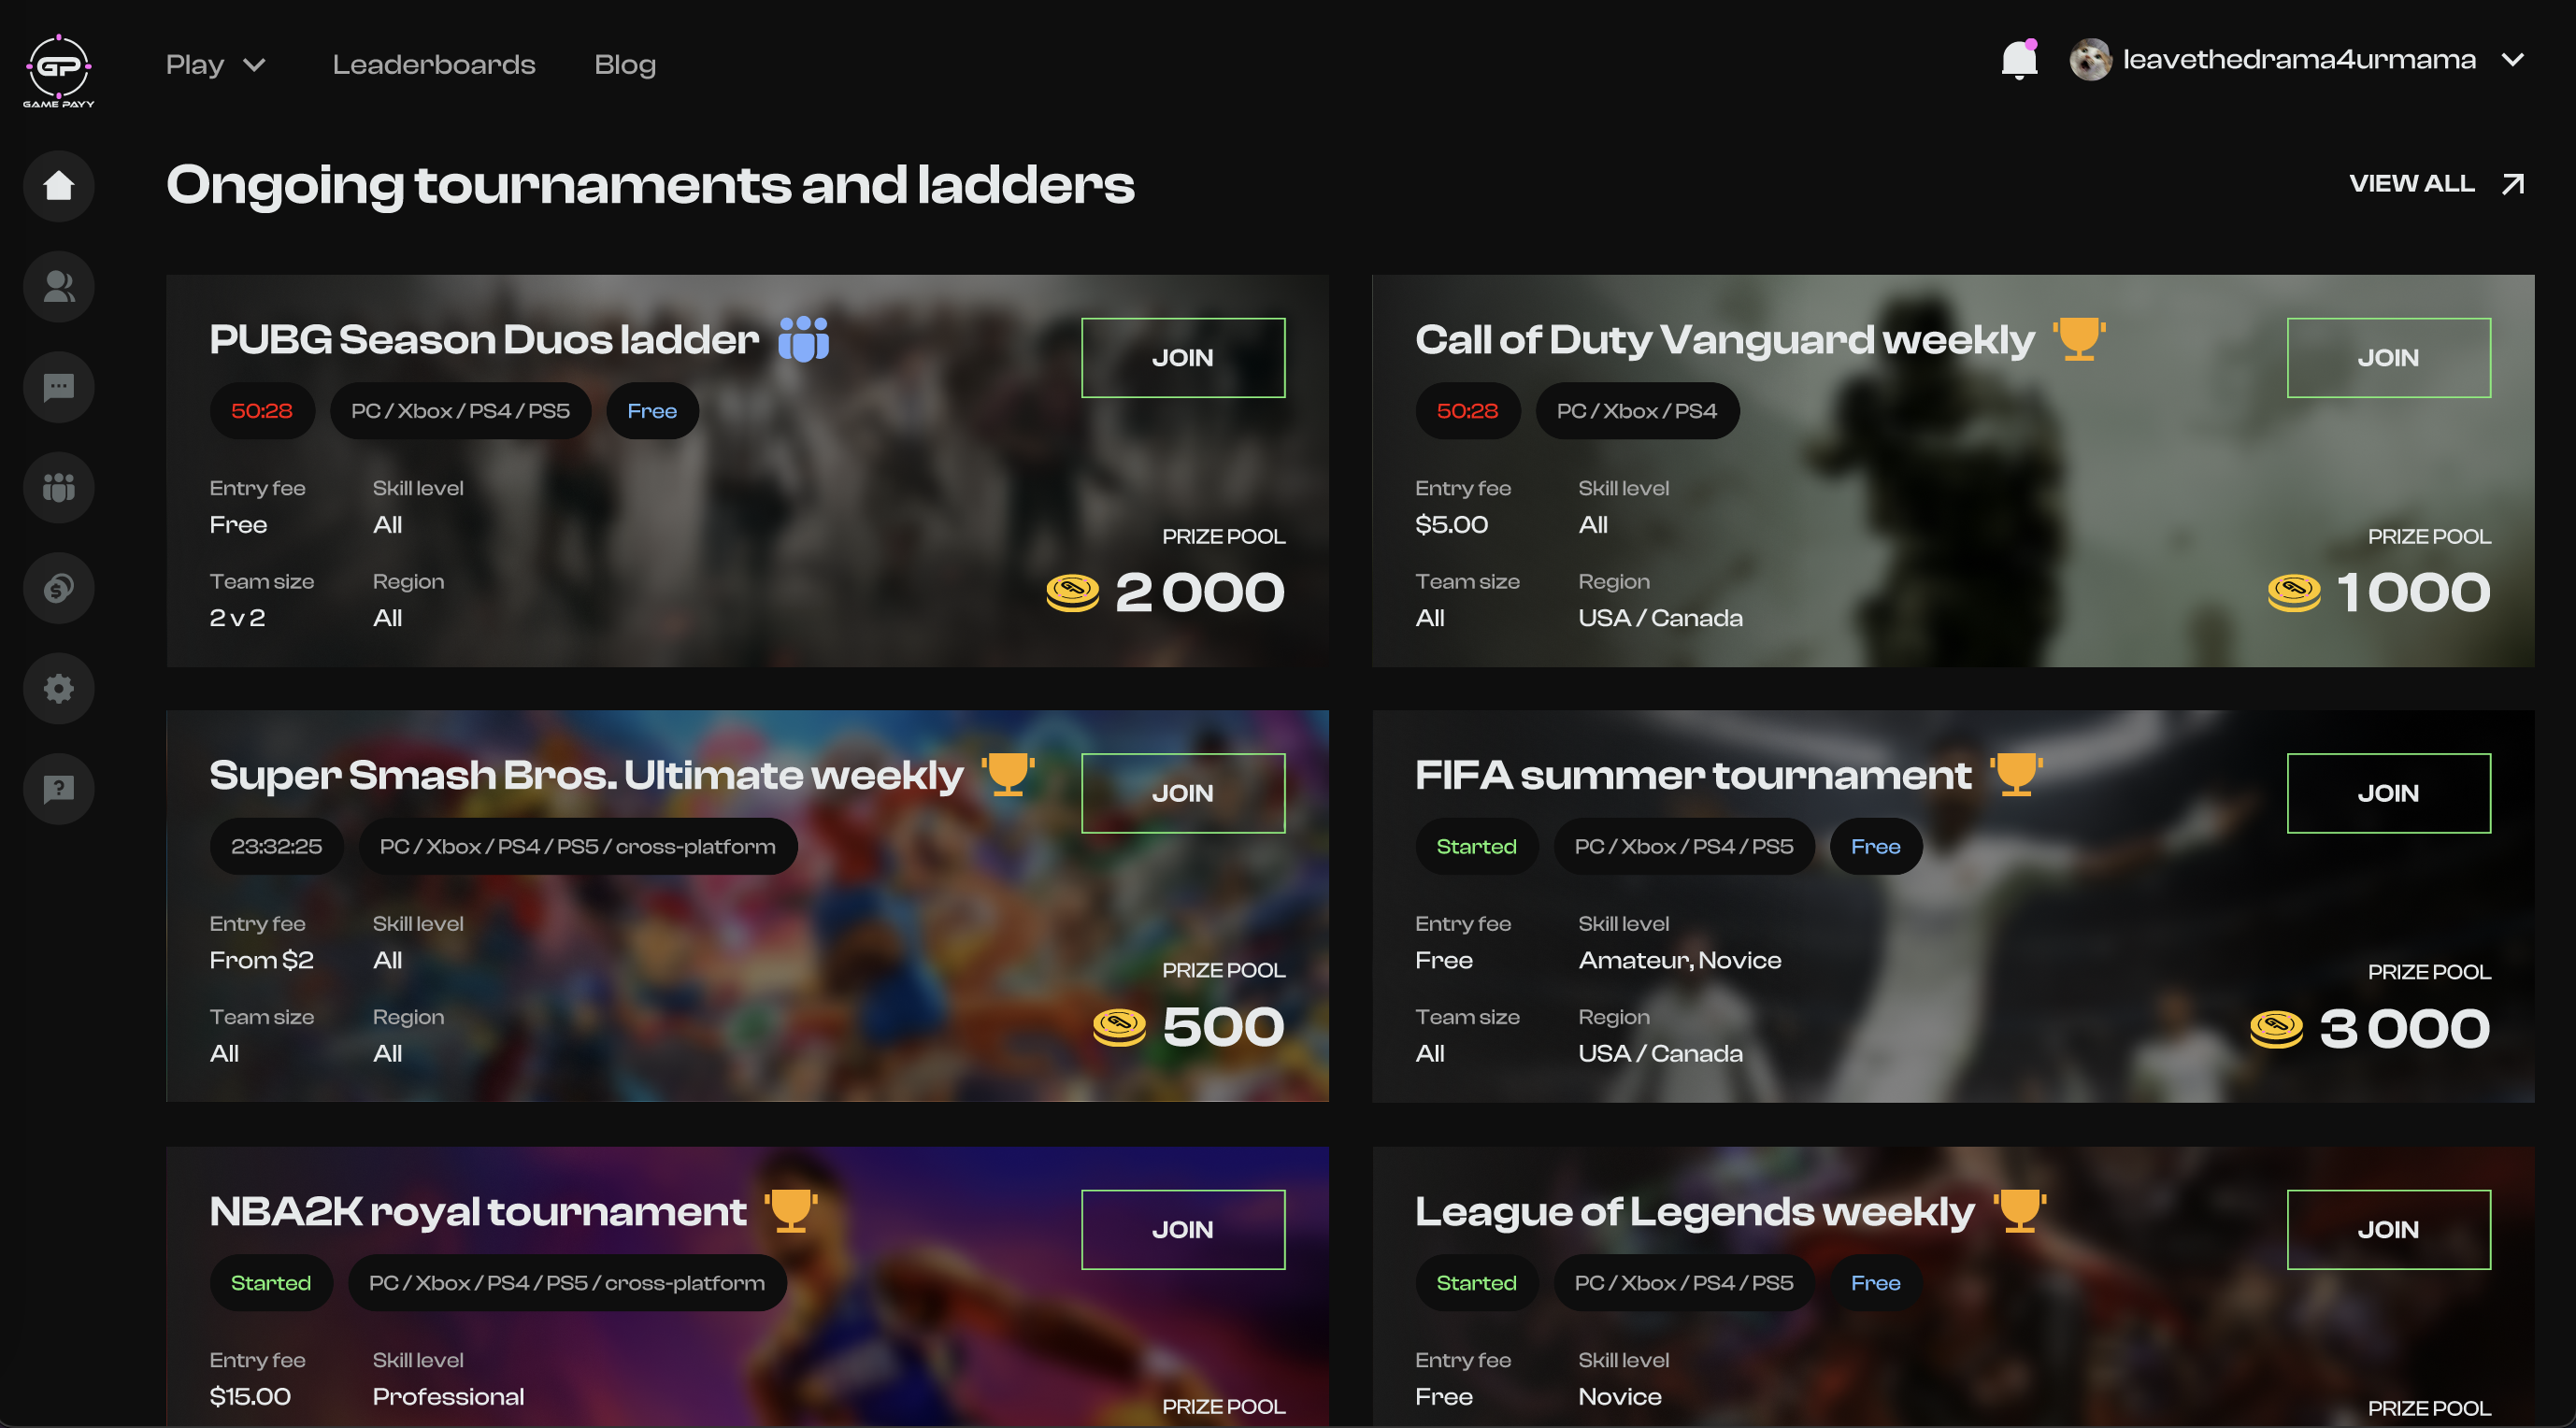 GP
GAME PAYY
Play
Leaderboards
Blog
leavethedrama4urmama
Ongoing tournaments and ladders
VIEW ALL
PUBG Season Duos ladder
JOIN
50:28
PC / Xbox / PS4 / PS5
Free
Entry fee
Skill level
Free
All
Team size
Region
2 v 2
All
PRIZE POOL
2 000
Call of Duty Vanguard weekly
JOIN
50:28
PC / Xbox / PS4
Entry fee
Skill level
$5.00
All
Team size
Region
All
USA / Canada
PRIZE POOL
1 000
Super Smash Bros. Ultimate weekly
JOIN
23:32:25
PC / Xbox / PS4 / PS5 / cross-platform
Entry fee
Skill level
From $2
All
Team size
Region
All
All
PRIZE POOL
500
FIFA summer tournament
JOIN
Started
PC / Xbox / PS4 / PS5
Free
Entry fee
Skill level
Free
Amateur, Novice
Team size
Region
All
USA / Canada
PRIZE POOL
3 000
NBA2K royal tournament
JOIN
Started
PC / Xbox / PS4 / PS5 / cross-platform
Entry fee
Skill level
$15.00
Professional
PRIZE POOL
League of Legends weekly
JOIN
Started
PC / Xbox / PS4 / PS5
Free
Entry fee
Skill level
Free
Novice
PRIZE POOL